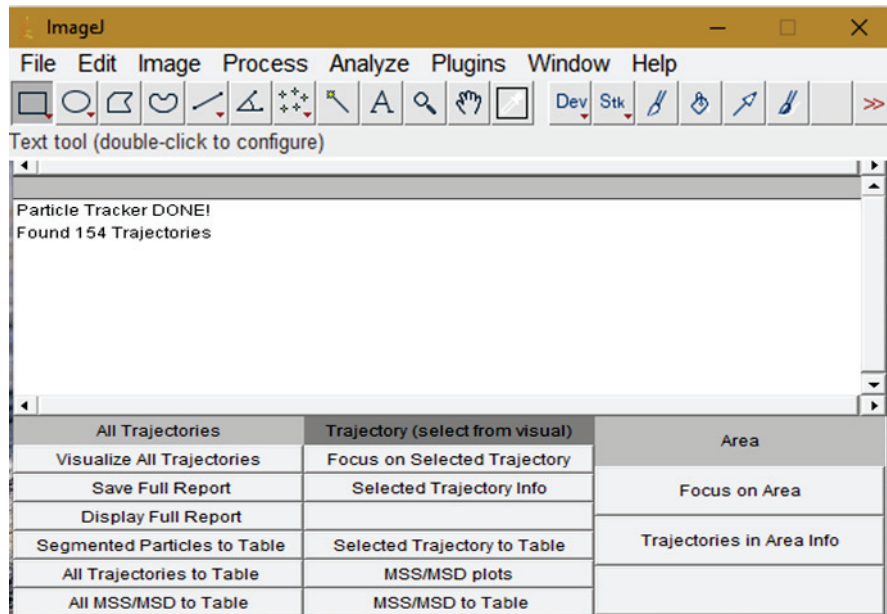 ImageJ
File Edit Image Process Analyze Plugins Window Help
A Dev Stk >>
Text tool (double-click to configure)
Particle Tracker DONE!
Found 154 Trajectories
All Trajectories Trajectory (select from visual) Area
Visualize All Trajectories Focus on Selected Trajectory
Save Full Report Selected Trajectory Info Focus on Area
Display Full Report
Segmented Particles to Table Selected Trajectory to Table Trajectories in Area Info
All Trajectories to Table MSS/MSD plots
All MSS/MSD to Table MSS/MSD to Table